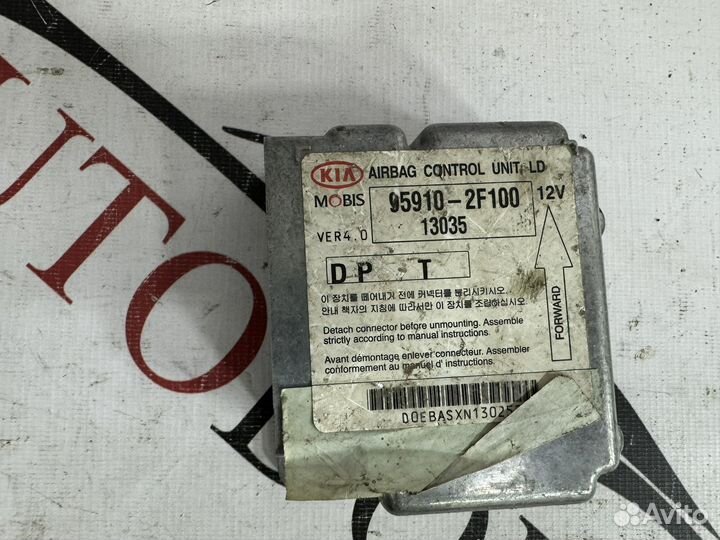 UTO
KIA
AIRBAG CONTROL UNIT, LD
MOBIS
95910-2F100
13035
12V
VER4.0
DP T
FORWARD
이 장치를 떼어내기 전에 커넥터를 분리시키시오.
안내 책자의 지침에 따라서만 이 장치를 조립하십시오.
Detach connector before unmounting. Assemble
strictly according to manual instructions.
Avant démontage enlever connecteur. Assembler
conformement au manuel d' instructions.
DOEBASXN13025
Avito